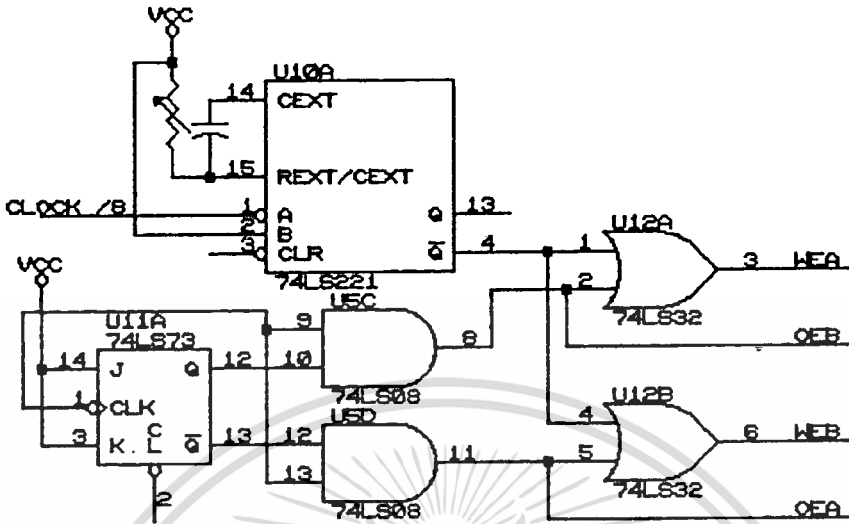 VCC
U10A
14 CEXT
15 REXT/CEXT
CLOCK /8 1 A Q 13
2 B
3 CLR Q 4
74LS221
U12A
1
2
3 WEA
74LS32
OEB
VCC
U11A
74LS73
14 J Q 12
1 CLK
3 K CL Q 13
2
U5C
9
10
8
74LS08
U5D
12
13
11
74LS08
U12B
4
5
6 WEB
74LS32
OEA